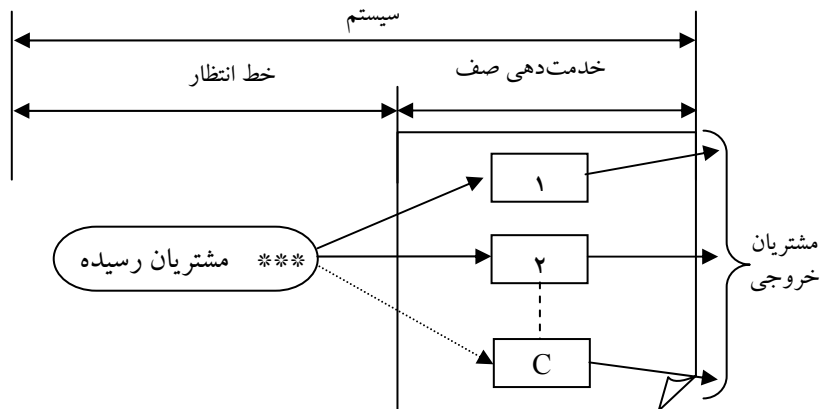 سیستم
خط انتظار
خدمت‌دهی صف
۱
مشتریان رسیده ***
۲
مشتریان
خروجی
C